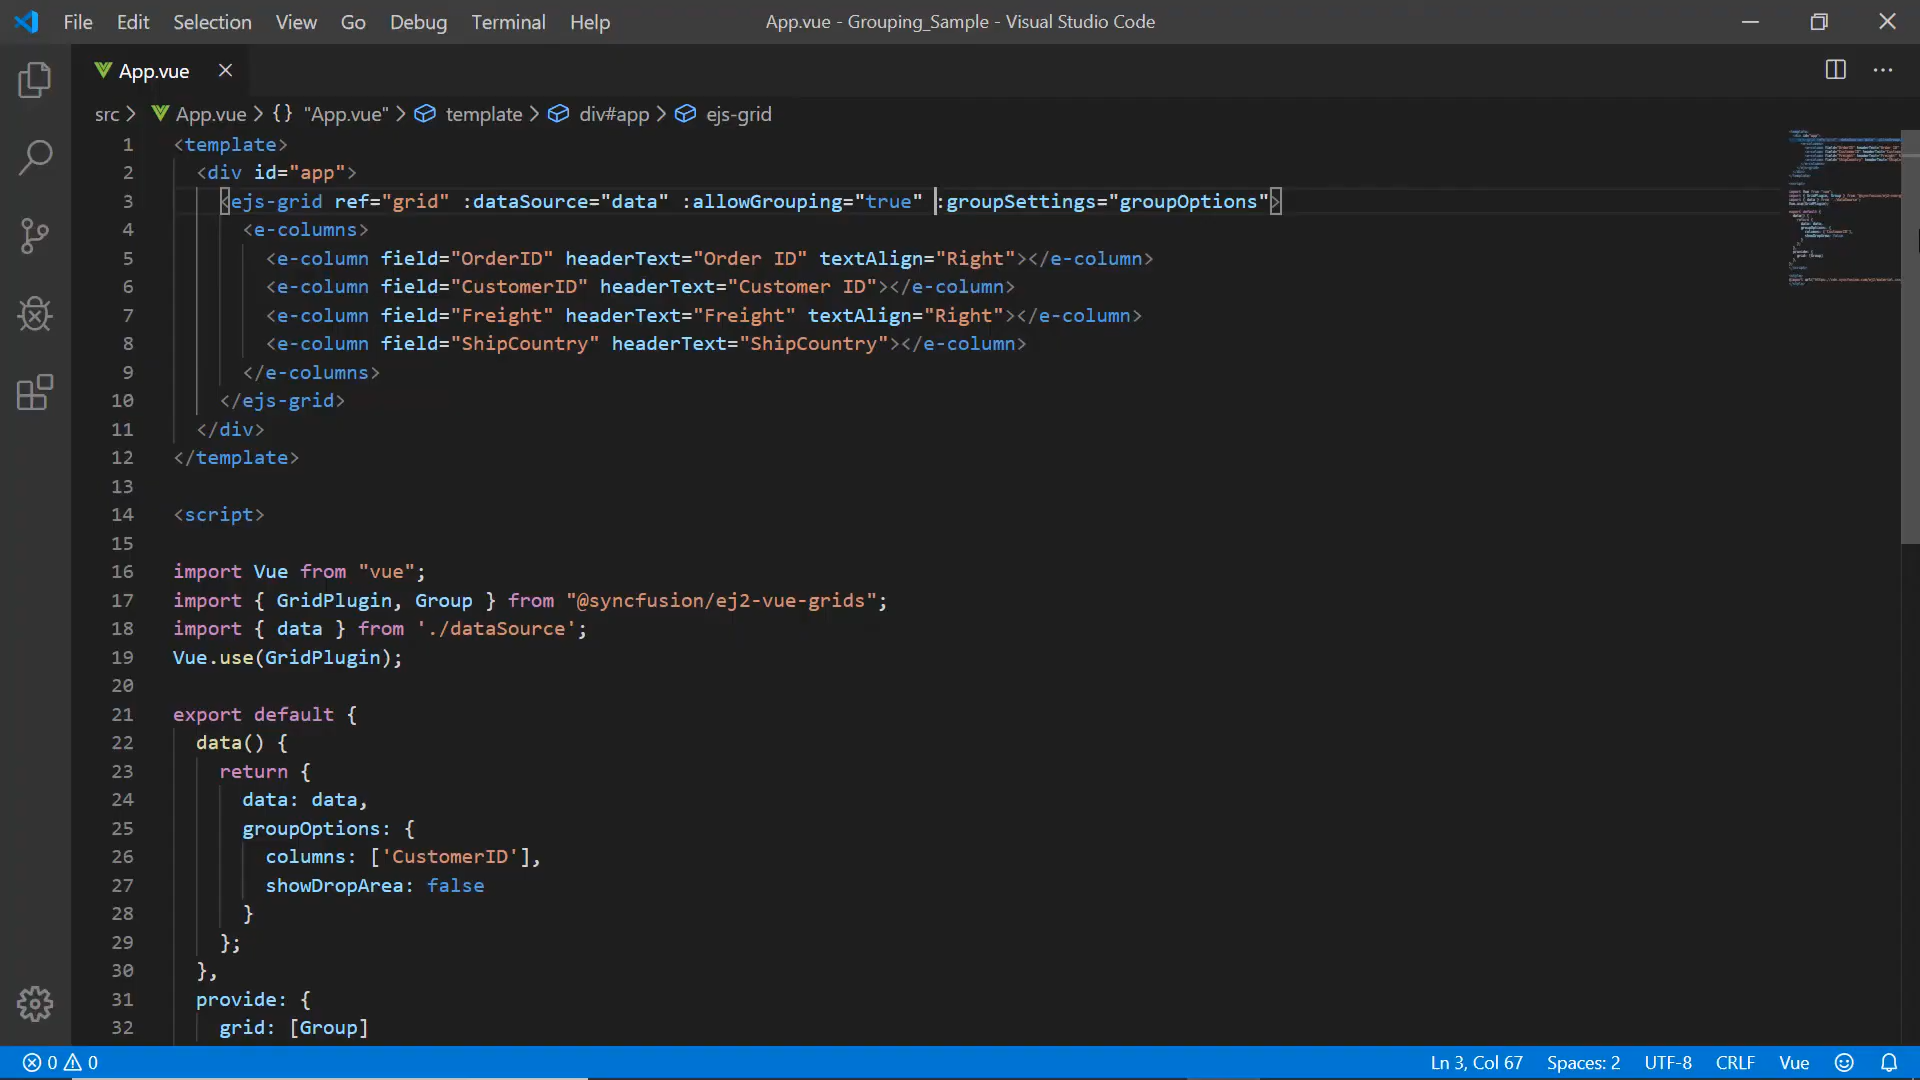 File Edit Selection View Go Debug Terminal Help App.vue - Grouping_Sample - Visual Studio Code
App.vue
src > App.vue > {} "App.vue" > template > div#app > ejs-grid
1 <template>
2 <div id="app">
3 <ejs-grid ref="grid" :dataSource="data" :allowGrouping="true" :groupSettings="groupOptions">
4 <e-columns>
5 <e-column field="OrderID" headerText="Order ID" textAlign="Right"></e-column>
6 <e-column field="CustomerID" headerText="Customer ID"></e-column>
7 <e-column field="Freight" headerText="Freight" textAlign="Right"></e-column>
8 <e-column field="ShipCountry" headerText="ShipCountry"></e-column>
9 </e-columns>
10 </ejs-grid>
11 </div>
12 </template>
13
14 <script>
15
16 import Vue from "vue";
17 import { GridPlugin, Group } from "@syncfusion/ej2-vue-grids";
18 import { data } from './dataSource';
19 Vue.use(GridPlugin);
20
21 export default {
22 data() {
23 return {
24 data: data,
25 groupOptions: {
26 columns: ['CustomerID'],
27 showDropArea: false
28 }
29 };
30 },
31 provide: {
32 grid: [Group]
0 0 Ln 3, Col 67 Spaces: 2 UTF-8 CRLF Vue